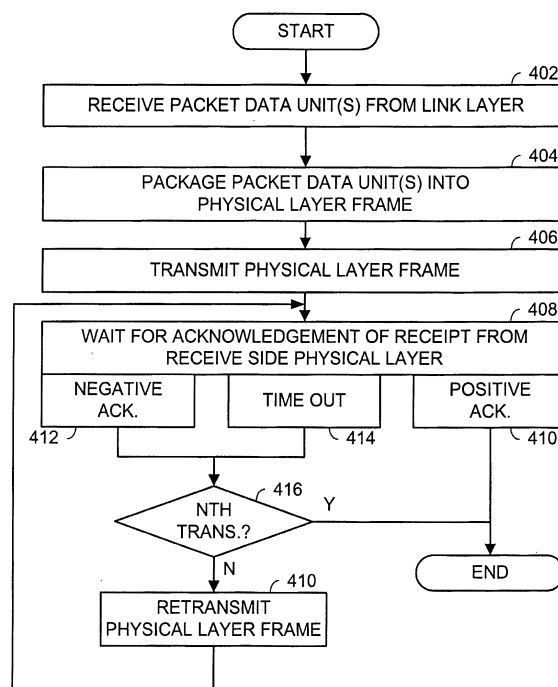 START
402
RECEIVE PACKET DATA UNIT(S) FROM LINK LAYER
404
PACKAGE PACKET DATA UNIT(S) INTO
PHYSICAL LAYER FRAME
406
TRANSMIT PHYSICAL LAYER FRAME
408
WAIT FOR ACKNOWLEDGEMENT OF RECEIPT FROM
RECEIVE SIDE PHYSICAL LAYER
NEGATIVE
ACK.
412
TIME OUT
414
POSITIVE
ACK.
410
416
NTH
TRANS.?
Y
N
END
410
RETRANSMIT
PHYSICAL LAYER FRAME